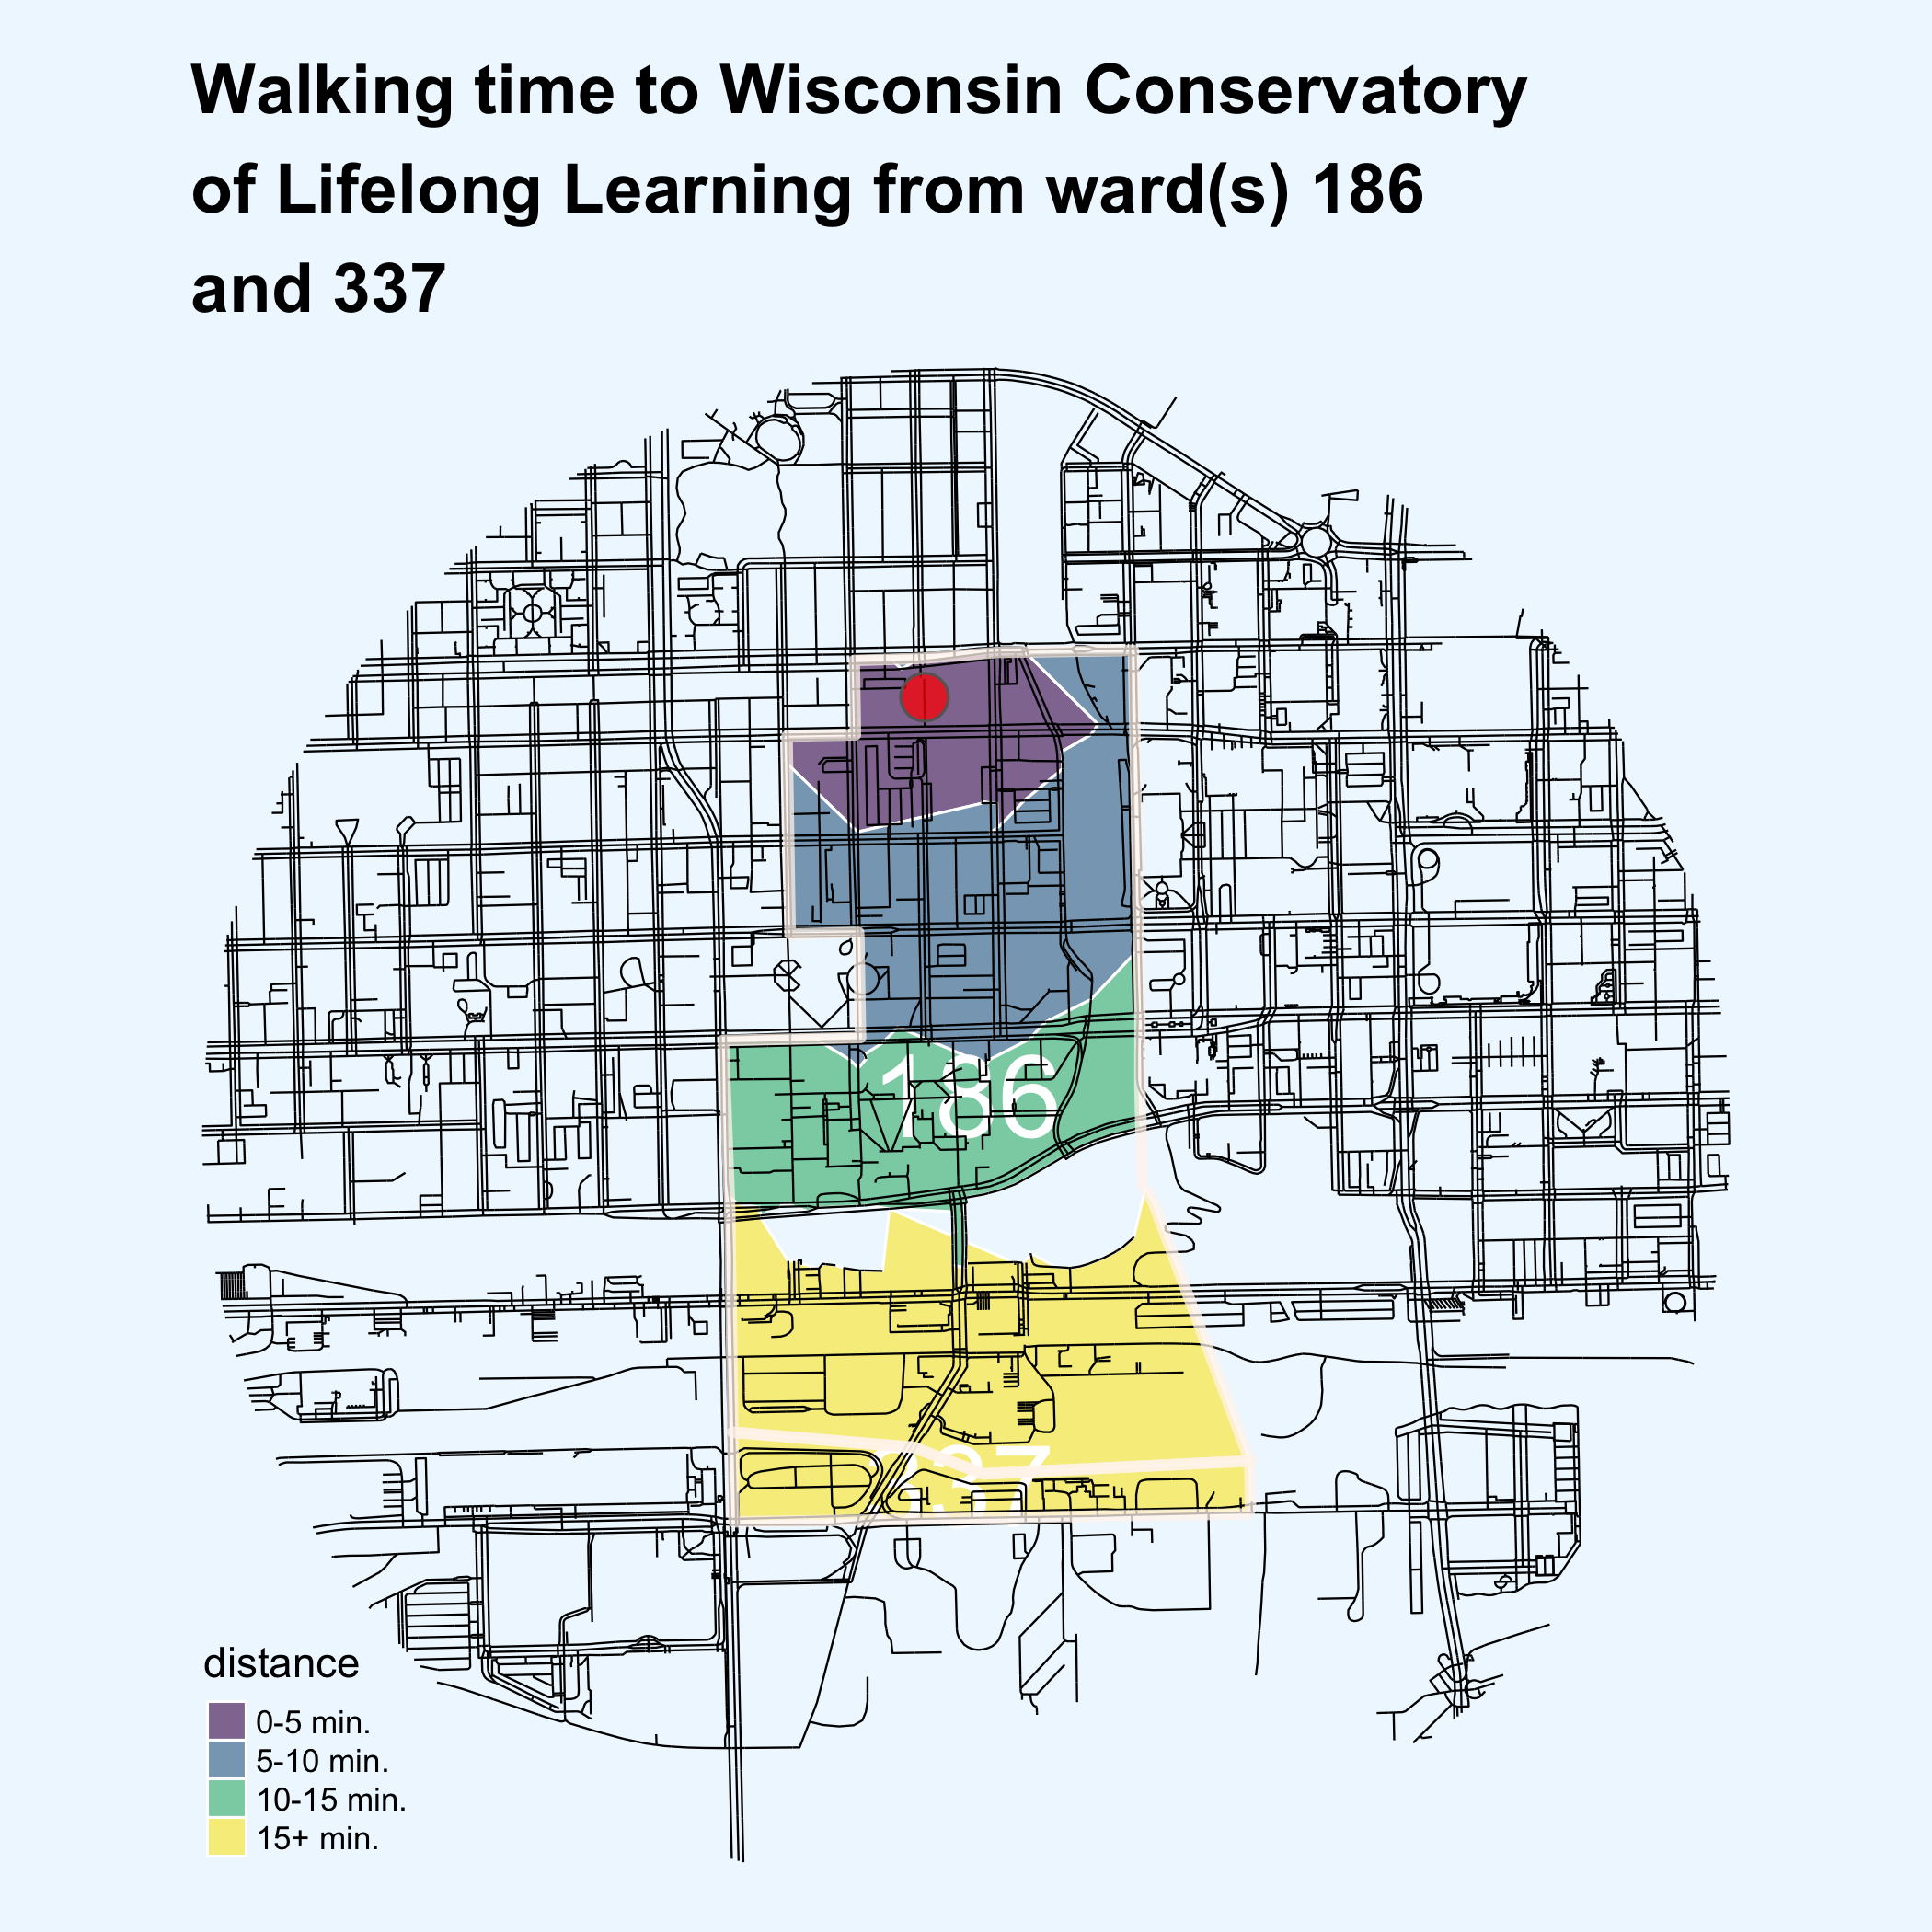 Walking time to Wisconsin Conservatory
of Lifelong Learning from ward(s) 186
and 337
186
337
distance
0-5 min.
5-10 min.
10-15 min.
15+ min.